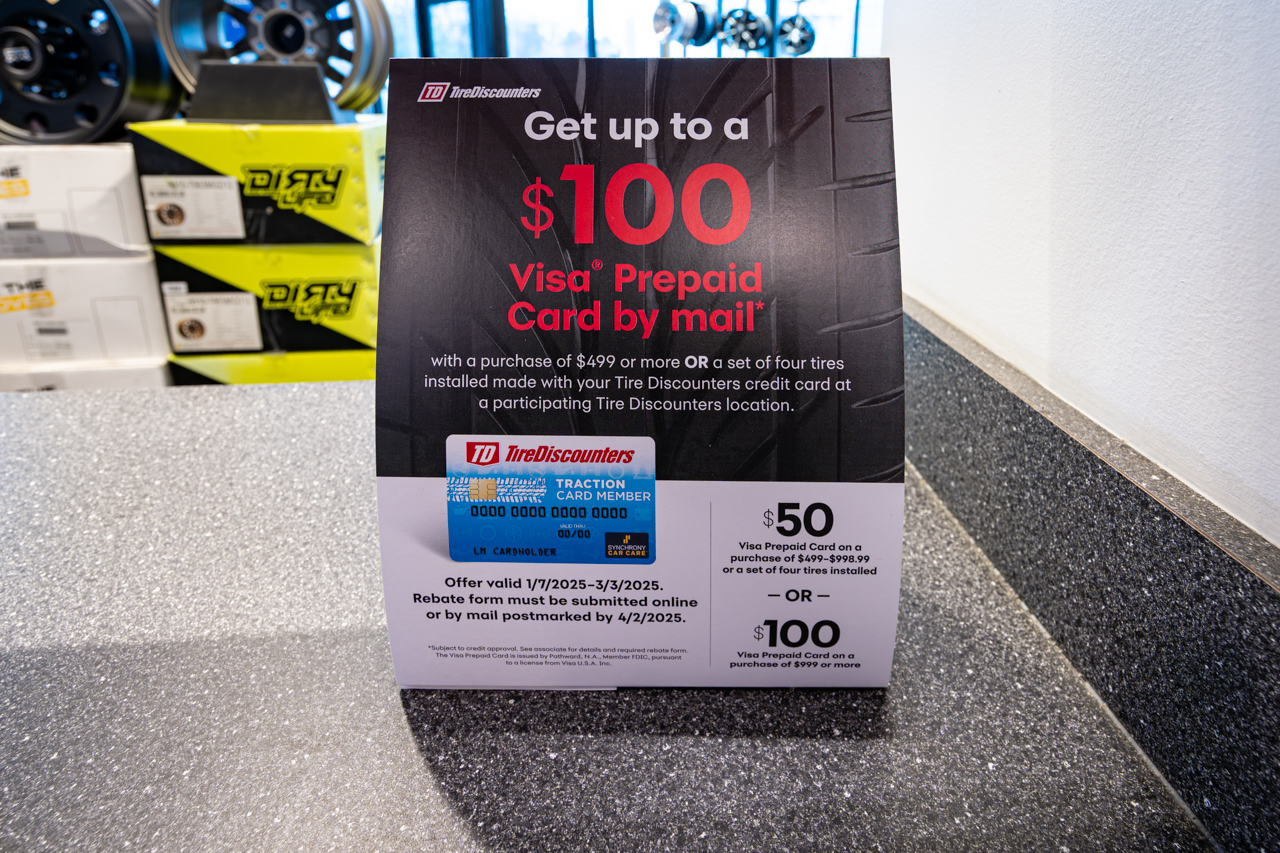 TD TireDiscounters
Get up to a
$100
Visa® Prepaid
Card by mail*
with a purchase of $499 or more OR a set of four tires
installed made with your Tire Discounters credit card at
a participating Tire Discounters location.
TD TireDiscounters
TRACTION
CARD MEMBER
0000 0000 0000 0000
VALID THRU
00/00
LM CARDHOLDER
SYNCHRONY
CAR CARE
Offer valid 1/7/2025–3/3/2025.
Rebate form must be submitted online
or by mail postmarked by 4/2/2025.
*Subject to credit approval. See associate for details and required rebate form.
The Visa Prepaid Card is issued by Pathward, N.A., Member FDIC, pursuant
to a license from Visa U.S.A. Inc.
$50
Visa Prepaid Card on a
purchase of $499–$998.99
or a set of four tires installed
— OR —
$100
Visa Prepaid Card on a
purchase of $999 or more
DIRTY
LIFE
DIRTY
LIFE
THE